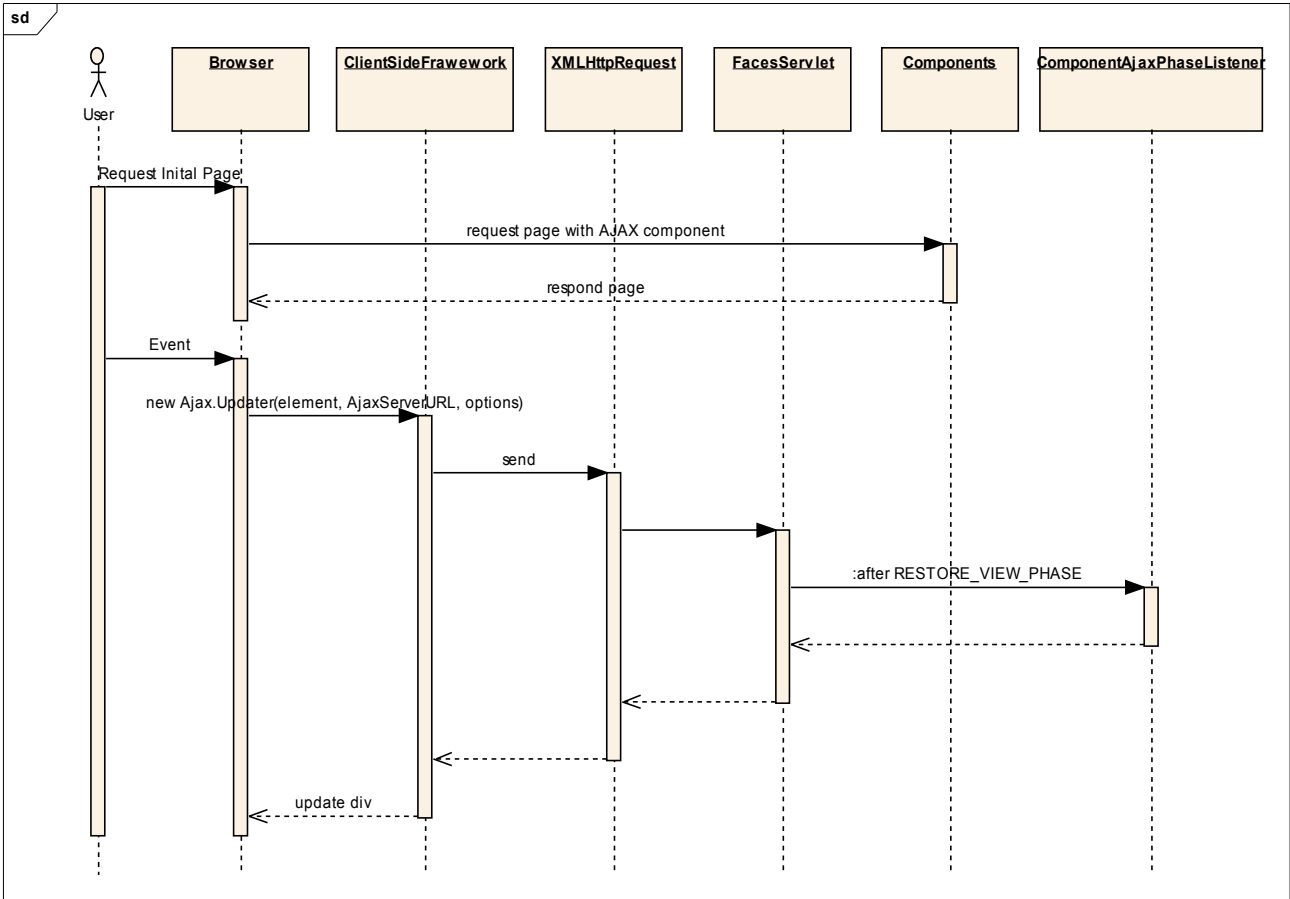 sd
User
Browser
ClientSideFrawework
XMLHttpRequest
FacesServlet
Components
ComponentAjaxPhaseListener
Request Inital Page
request page with AJAX component
respond page
Event
new Ajax.Updater(element, AjaxServerURL, options)
send
:after RESTORE_VIEW_PHASE
update div